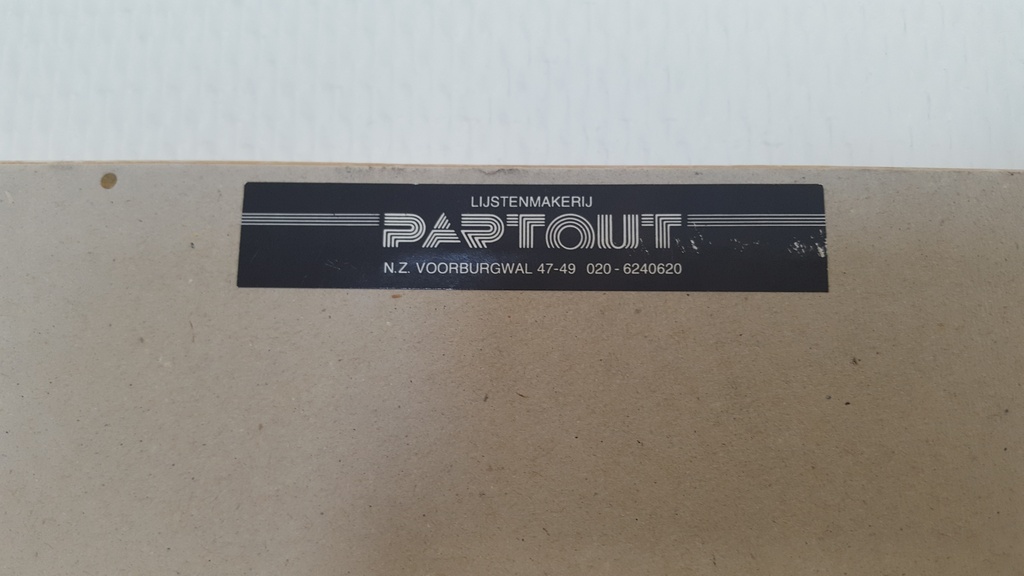 LIJSTENMAKERIJ
PARTOUT
N.Z. VOORBURGWAL 47-49 020 - 6240620